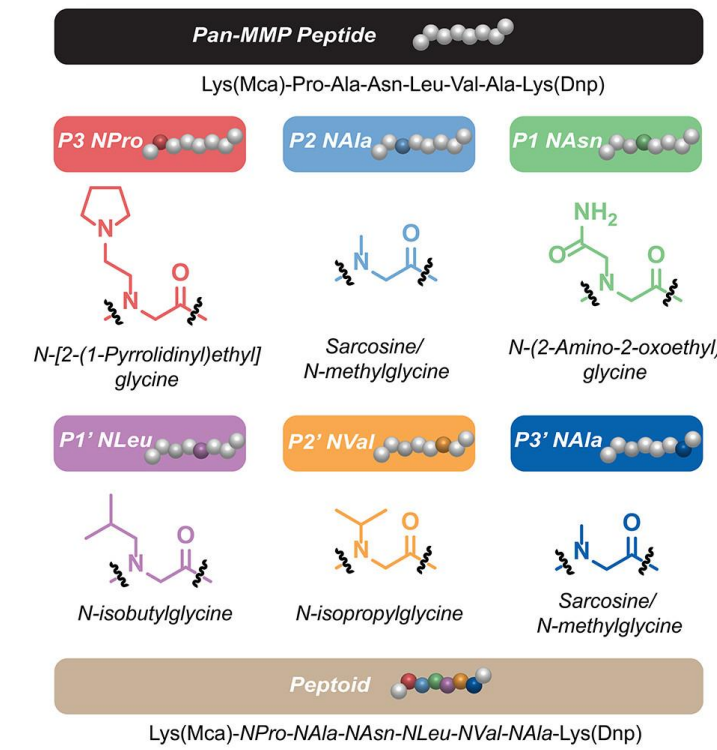 Pan-MMP Peptide
Lys(Mca)-Pro-Ala-Asn-Leu-Val-Ala-Lys(Dnp)
P3 NPro
P2 NAla
P1 NAsn
N
N
O
N
O
NH2
O
N
O
N-[2-(1-Pyrrolidinyl)ethyl]
glycine
Sarcosine/
N-methylglycine
N-(2-Amino-2-oxoethyl)
glycine
P1' NLeu
P2' NVal
P3' NAla
N
O
N
O
N
O
N-isobutylglycine
N-isopropylglycine
Sarcosine/
N-methylglycine
Peptoid
Lys(Mca)-NPro-NAla-NAsn-NLeu-NVal-NAla-Lys(Dnp)